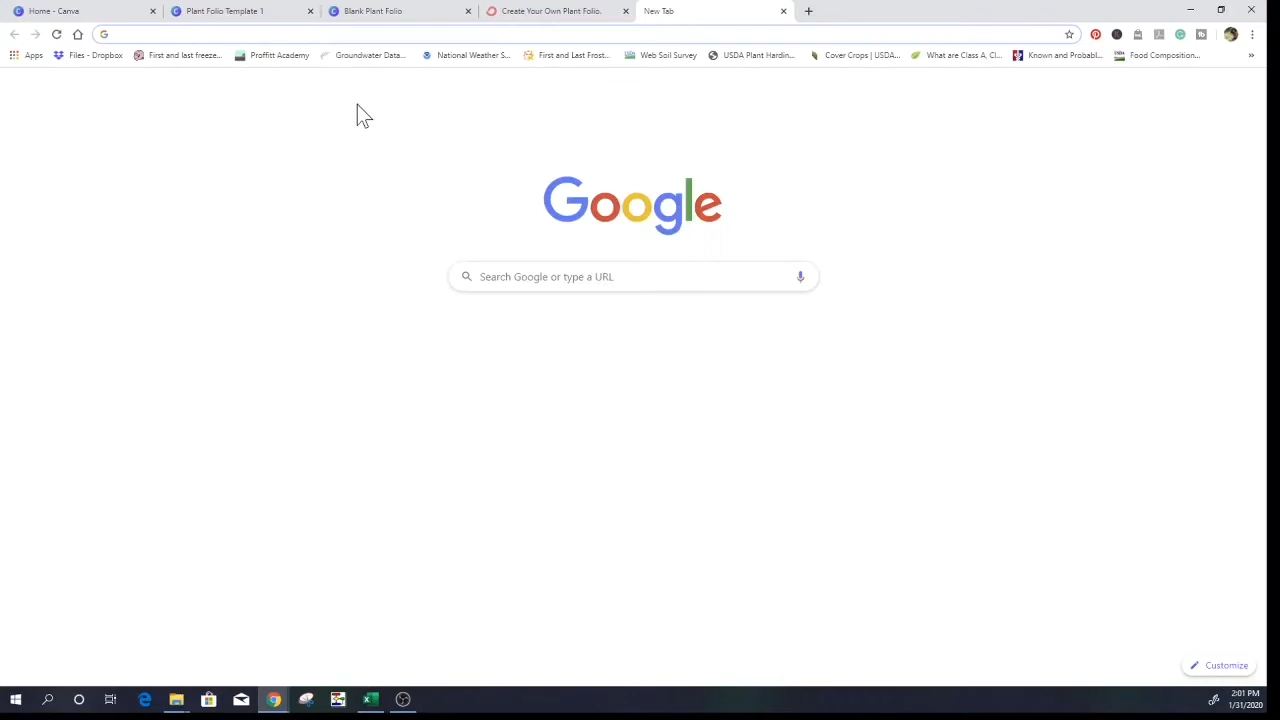 Home - Canva
Plant Folio Template 1
Blank Plant Folio
Create Your Own Plant Folio.
New Tab
Apps
Files - Dropbox
First and last freeze...
Proffitt Academy
Groundwater Data...
National Weather S...
First and Last Frost...
Web Soil Survey
USDA Plant Hardin...
Cover Crops | USDA...
What are Class A, Cl...
Known and Probabl...
Food Composition...
»
Google
Search Google or type a URL
Customize
2:01 PM
1/31/2020